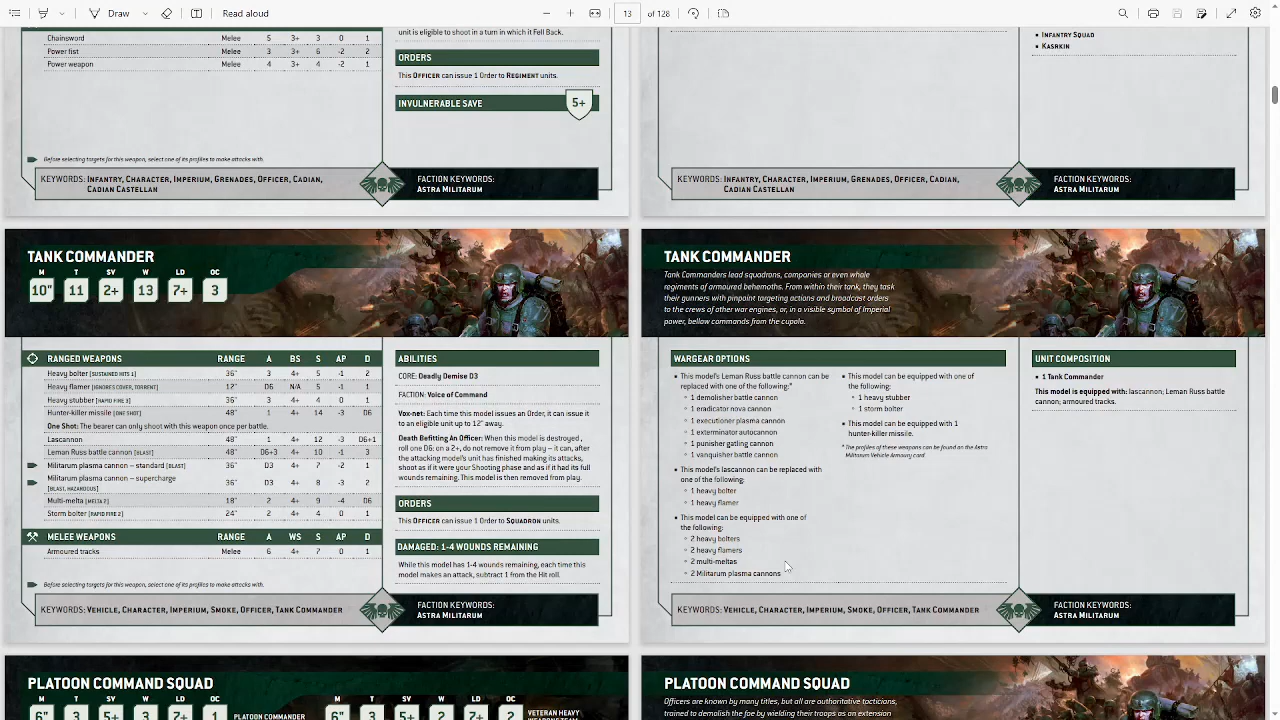 Draw
Read aloud
13 of 128
Chainsword Melee 5 3+ 3 0 1
Power fist Melee 3 3+ 6 -2 2
Power weapon Melee 4 3+ 4 -2 1
Before selecting targets for this weapon, select one of its profiles to make attacks with.
unit is eligible to shoot in a turn in which it Fell Back.
ORDERS
This OFFICER can issue 1 Order to REGIMENT units.
INVULNERABLE SAVE 5+
KEYWORDS: INFANTRY, CHARACTER, IMPERIUM, GRENADES, OFFICER, CADIAN,
CADIAN CASTELLAN
FACTION KEYWORDS:
ASTRA MILITARUM
• INFANTRY SQUAD
• KASRKIN
KEYWORDS: INFANTRY, CHARACTER, IMPERIUM, GRENADES, OFFICER, CADIAN,
CADIAN CASTELLAN
FACTION KEYWORDS:
ASTRA MILITARUM
TANK COMMANDER
M T SV W LD OC
10" 11 2+ 13 7+ 3
RANGED WEAPONS RANGE A BS S AP D
Heavy bolter [SUSTAINED HITS 1] 36" 3 4+ 5 -1 2
Heavy flamer [IGNORES COVER, TORRENT] 12" D6 N/A 5 -1 1
Heavy stubber [RAPID FIRE 3] 36" 3 4+ 4 0 1
Hunter-killer missile [ONE SHOT] 48" 1 4+ 14 -3 D6
One Shot: The bearer can only shoot with this weapon once per battle.
Lascannon 48" 1 4+ 12 -3 D6+1
Leman Russ battle cannon [BLAST] 48" D6+3 4+ 10 -1 3
Militarum plasma cannon – standard [BLAST] 36" D3 4+ 7 -2 1
Militarum plasma cannon – supercharge
[BLAST, HAZARDOUS] 36" D3 4+ 8 -3 2
Multi-melta [MELTA 2] 18" 2 4+ 9 -4 D6
Storm bolter [RAPID FIRE 2] 24" 2 4+ 4 0 1
MELEE WEAPONS RANGE A WS S AP D
Armoured tracks Melee 6 4+ 7 0 1
Before selecting targets for this weapon, select one of its profiles to make attacks with.
ABILITIES
CORE: Deadly Demise D3
FACTION: Voice of Command
Vox-net: Each time this model issues an Order, it can issue it
to an eligible unit up to 12" away.
Death Befitting An Officer: When this model is destroyed ,
roll one D6: on a 2+, do not remove it from play – it can, after
the attacking unit has finished making its attacks,
shoot as if it were your Shooting phase and as if it had its full
wounds remaining. This model is then removed from play.
ORDERS
This OFFICER can issue 1 Order to SQUADRON units.
DAMAGED: 1-4 WOUNDS REMAINING
While this model has 1-4 wounds remaining, each time this
model makes an attack, subtract 1 from the Hit roll.
KEYWORDS: VEHICLE, CHARACTER, IMPERIUM, SMOKE, OFFICER, TANK COMMANDER
FACTION KEYWORDS:
ASTRA MILITARUM
TANK COMMANDER
Tank Commanders lead squadrons, companies or even whole
regiments of armoured behemoths. From within their tank, they task
their gunners with pinpoint targeting actions and broadcast orders
to the crews of other war engines, or, in a visible symbol of Imperial
power, bellow commands from the cupola.
WARGEAR OPTIONS
• This model's Leman Russ battle cannon can be
replaced with one of the following:*
◦ 1 demolisher battle cannon
◦ 1 eradicator nova cannon
◦ 1 executioner plasma cannon
◦ 1 exterminator autocannon
◦ 1 punisher gatling cannon
◦ 1 vanquisher battle cannon
• This model's lascannon can be replaced with
one of the following:
◦ 1 heavy bolter
◦ 1 heavy flamer
• This model can be equipped with one of
the following:
◦ 2 heavy bolters
◦ 2 heavy flamers
◦ 2 multi-meltas
◦ 2 Militarum plasma cannons
• This model can be equipped with one of
the following:
◦ 1 heavy stubber
◦ 1 storm bolter
• This model can be equipped with 1
hunter-killer missile.
* The profiles of these weapons can be found on the Astra
Militarum Vehicle Armoury card.
UNIT COMPOSITION
• 1 Tank Commander
This model is equipped with: lascannon; Leman Russ battle
cannon; armoured tracks.
KEYWORDS: VEHICLE, CHARACTER, IMPERIUM, SMOKE, OFFICER, TANK COMMANDER
FACTION KEYWORDS:
ASTRA MILITARUM
PLATOON COMMAND SQUAD
M T SV W LD OC
6" 3 5+ 3 7+ 1 PLATOON COMMANDER
M T SV W LD OC
6" 3 5+ 2 7+ 2 VETERAN HEAVY
WEAPONS TEAM
PLATOON COMMAND SQUAD
Officers are known by many titles, but all are authoritative tacticians,
trained to demolish the foe by wielding their troops as an extension